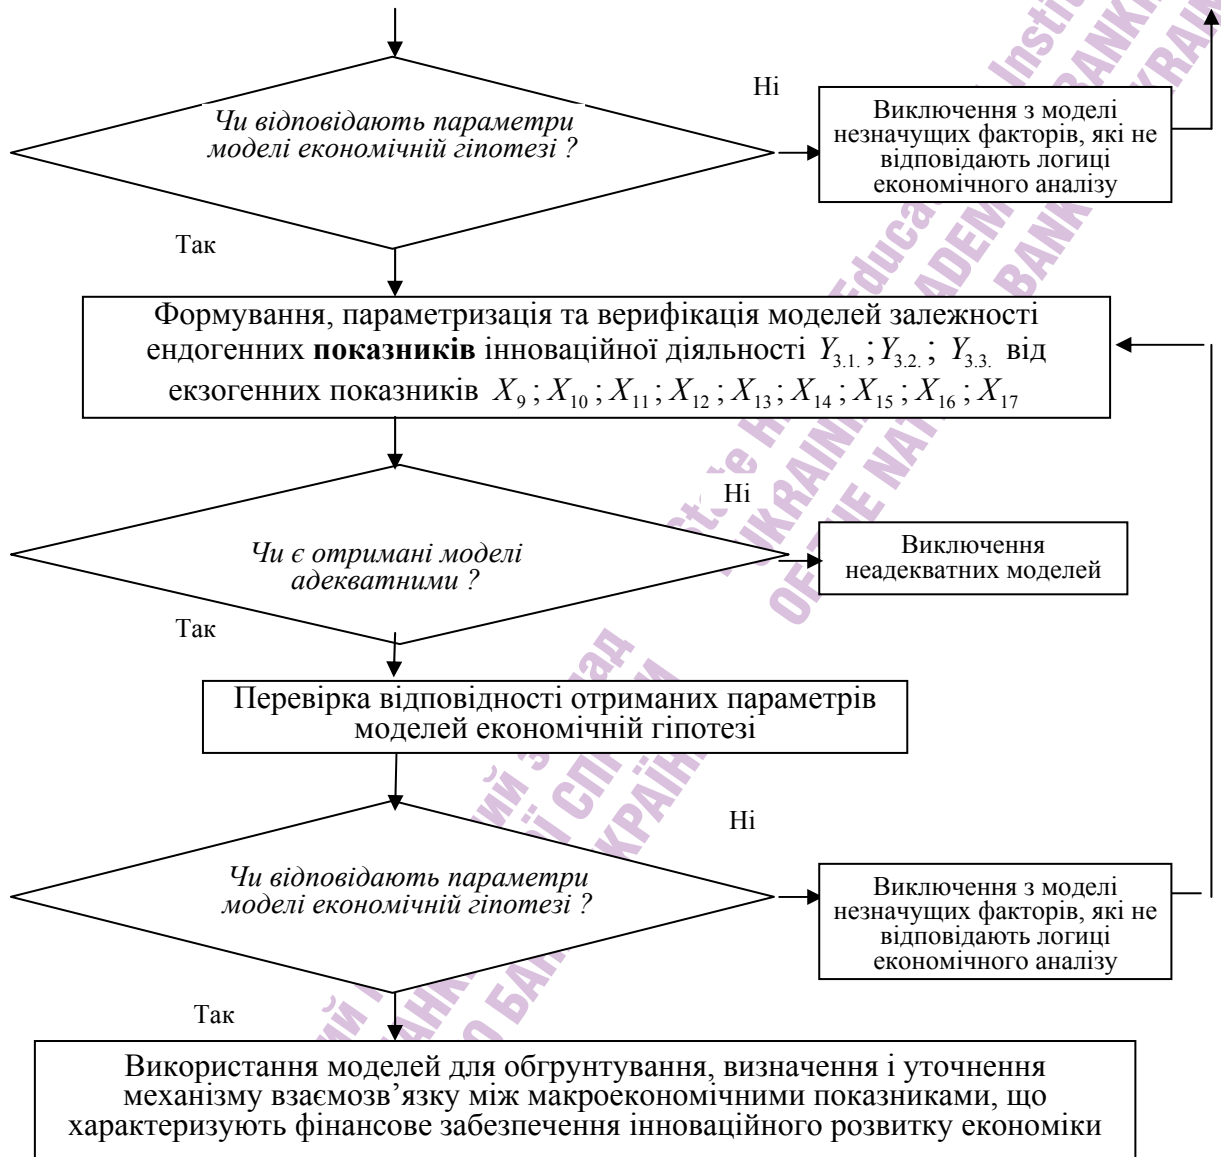 Ні
Чи відповідають параметри
моделі економічній гіпотезі ?
Виключення з моделі
незначущих факторів, які не
відповідають логиці
економічного аналізу
Так
Формування, параметризація та верифікація моделей залежності
ендогенних показників інноваційної діяльності Y3.1. ; Y3.2. ; Y3.3. від
екзогенних показників X9 ; X10 ; X11 ; X12 ; X13 ; X14 ; X15 ; X16 ; X17
Ні
Чи є отримані моделі
адекватними ?
Виключення
неадекватних моделей
Так
Перевірка відповідності отриманих параметрів
моделей економічній гіпотезі
Ні
Чи відповідають параметри
моделі економічній гіпотезі ?
Виключення з моделі
незначущих факторів, які не
відповідають логиці
економічного аналізу
Так
Використання моделей для обгрунтування, визначення і уточнення
механізму взаємозв’язку між макроекономічними показниками, що
характеризують фінансове забезпечення інноваційного розвитку економіки
OF THE